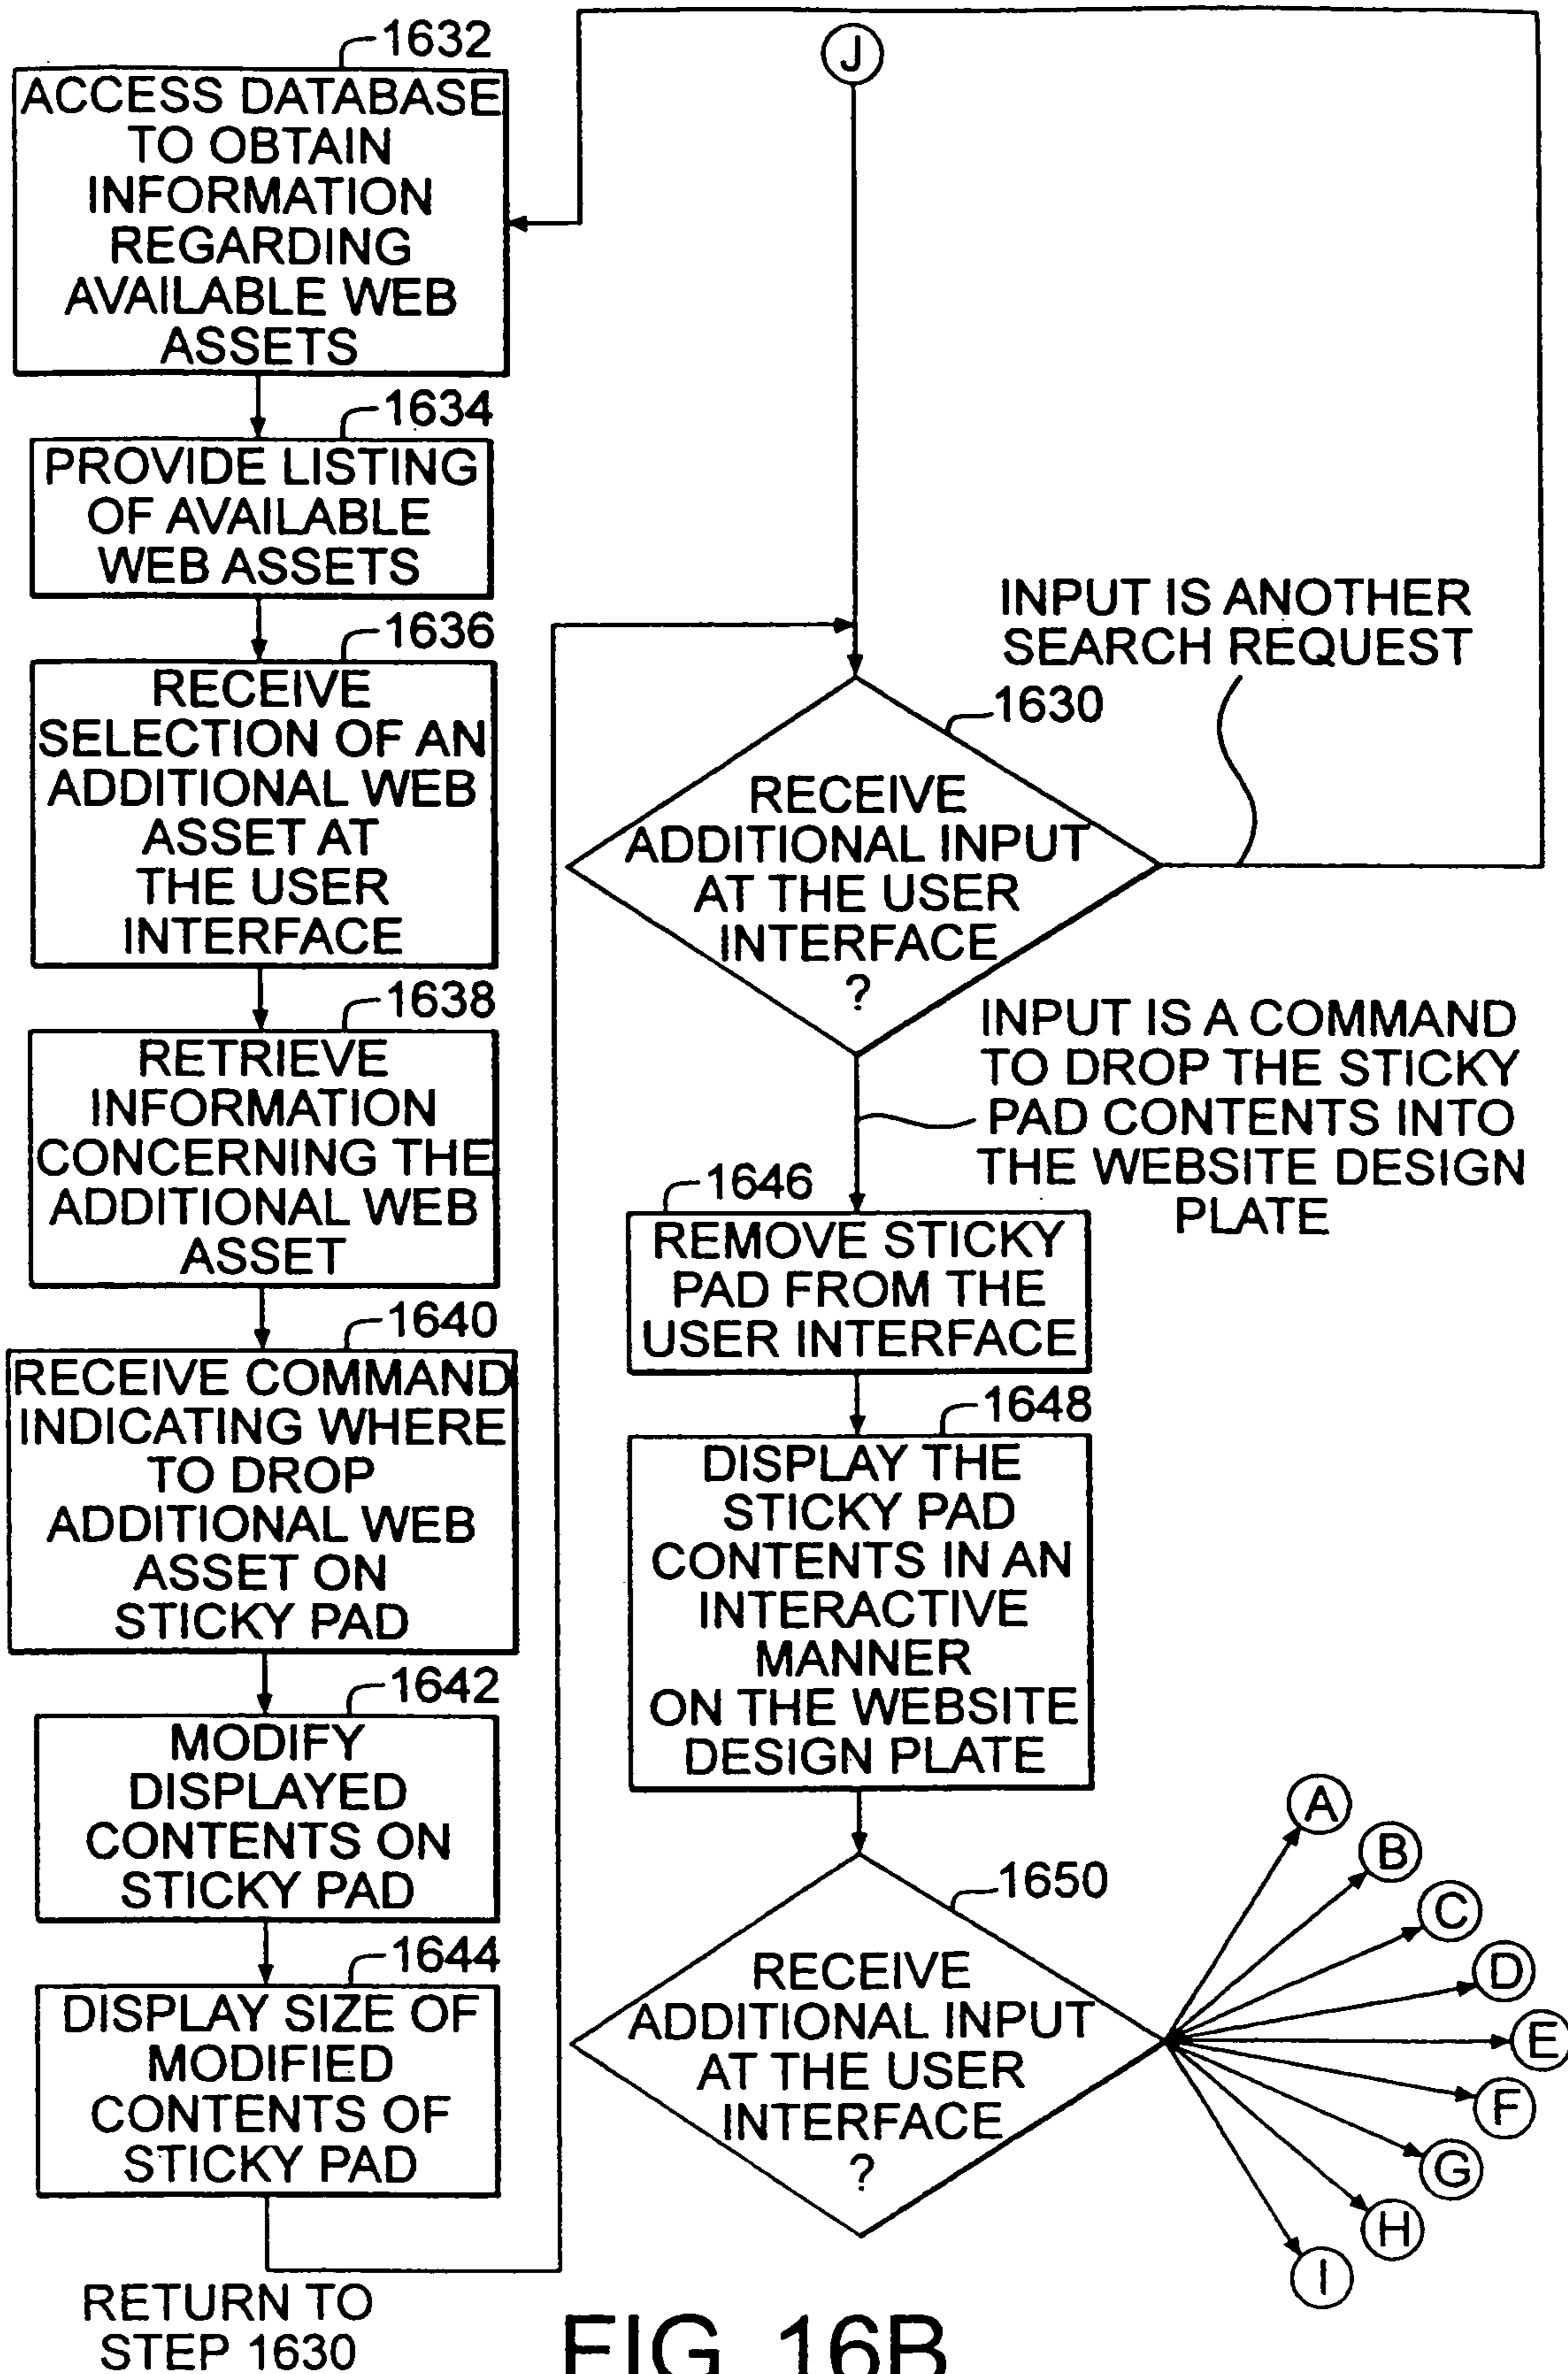 1632
ACCESS DATABASE
TO OBTAIN
INFORMATION
REGARDING
AVAILABLE WEB
ASSETS
1634
PROVIDE LISTING
OF AVAILABLE
WEB ASSETS
1636
RECEIVE
SELECTION OF AN
ADDITIONAL WEB
ASSET AT
THE USER
INTERFACE
1638
RETRIEVE
INFORMATION
CONCERNING THE
ADDITIONAL WEB
ASSET
1640
RECEIVE COMMAND
INDICATING WHERE
TO DROP
ADDITIONAL WEB
ASSET ON
STICKY PAD
1642
MODIFY
DISPLAYED
CONTENTS ON
STICKY PAD
1644
DISPLAY SIZE OF
MODIFIED
CONTENTS OF
STICKY PAD
RETURN TO
STEP 1630
J
INPUT IS ANOTHER
SEARCH REQUEST
1630
RECEIVE
ADDITIONAL INPUT
AT THE USER
INTERFACE
?
INPUT IS A COMMAND
TO DROP THE STICKY
PAD CONTENTS INTO
THE WEBSITE DESIGN
PLATE
1646
REMOVE STICKY
PAD FROM THE
USER INTERFACE
1648
DISPLAY THE
STICKY PAD
CONTENTS IN AN
INTERACTIVE
MANNER
ON THE WEBSITE
DESIGN PLATE
1650
RECEIVE
ADDITIONAL INPUT
AT THE USER
INTERFACE
?
A
B
C
D
E
F
G
H
I
FIG. 16B